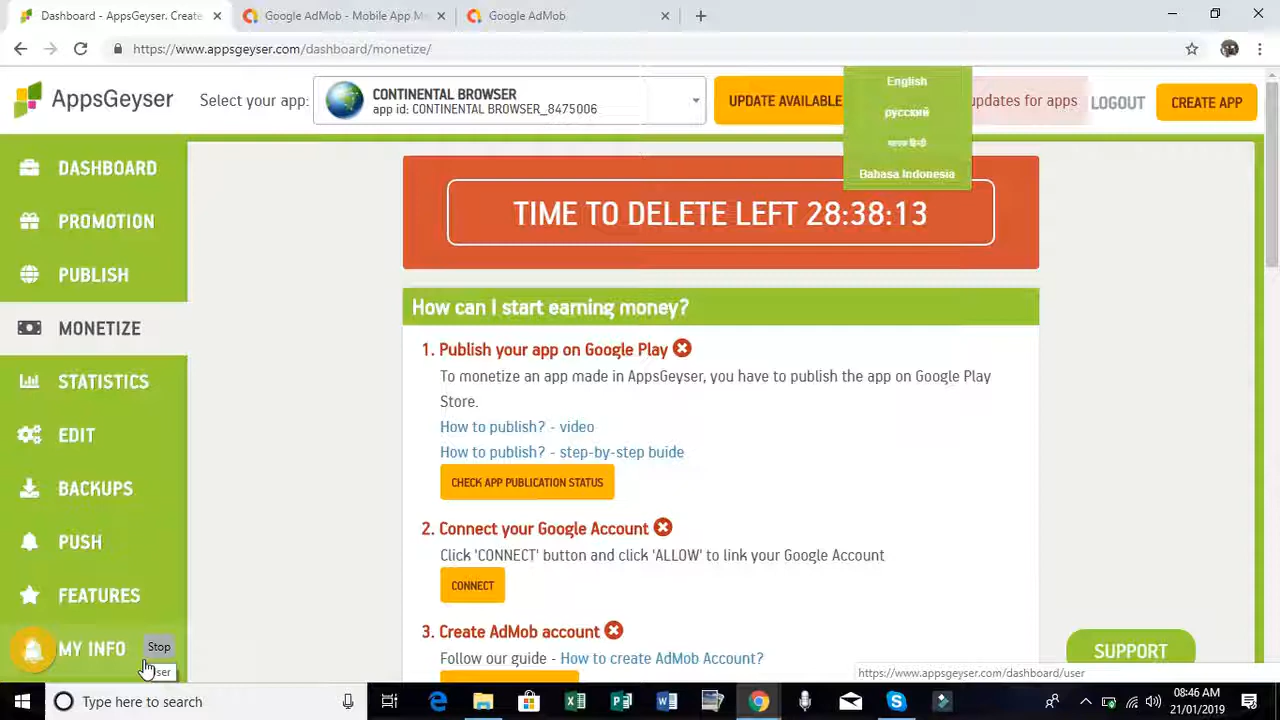 Dashboard - AppsGeyser. Create
Google AdMob - Mobile App M
Google AdMob
https://www.appsgeyser.com/dashboard/monetize/
AppsGeyser
Select your app:
CONTINENTAL BROWSER
app id: CONTINENTAL BROWSER_8475006
UPDATE AVAILABLE
English
русский
Bahasa Indonesia
updates for apps
LOGOUT
CREATE APP
DASHBOARD
PROMOTION
PUBLISH
MONETIZE
STATISTICS
EDIT
BACKUPS
PUSH
FEATURES
MY INFO
Stop
ser
TIME TO DELETE LEFT 28:38:13
How can I start earning money?
1. Publish your app on Google Play
To monetize an app made in AppsGeyser, you have to publish the app on Google Play
Store.
How to publish? - video
How to publish? - step-by-step buide
CHECK APP PUBLICATION STATUS
2. Connect your Google Account
Click 'CONNECT' button and click 'ALLOW' to link your Google Account
CONNECT
3. Create AdMob account
Follow our guide - How to create AdMob Account?
SUPPORT
https://www.appsgeyser.com/dashboard/user
Type here to search
08:46 AM
21/01/2019